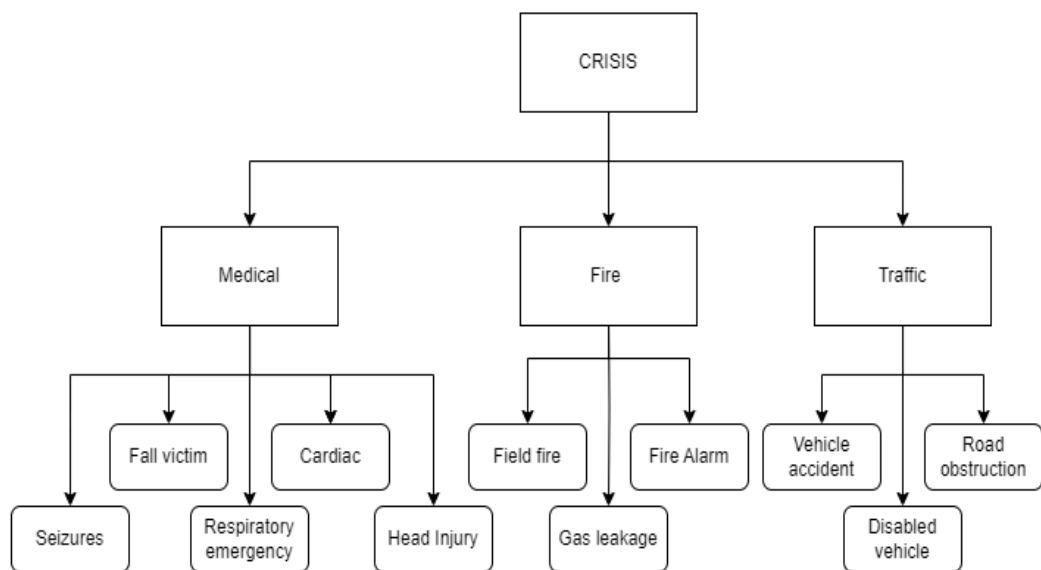 CRISIS
Medical
Fire
Traffic
Fall victim
Cardiac
Field fire
Fire Alarm
Vehicle
accident
Road
obstruction
Seizures
Respiratory
emergency
Head Injury
Gas leakage
Disabled
vehicle